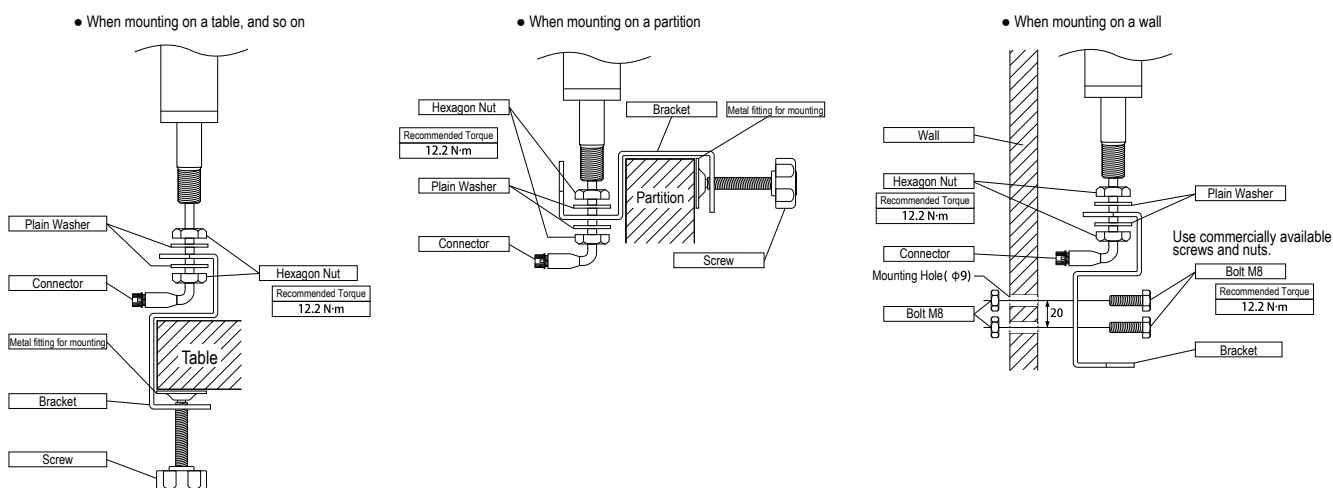 ● When mounting on a table, and so on
Plain Washer
Connector
Hexagon Nut
Recommended Torque
12.2 N·m
Metal fitting for mounting
Table
Bracket
Screw
● When mounting on a partition
Hexagon Nut
Recommended Torque
12.2 N·m
Plain Washer
Connector
Bracket
Metal fitting for mounting
Partition
Screw
● When mounting on a wall
Wall
Hexagon Nut
Recommended Torque
12.2 N·m
Plain Washer
Connector
Mounting Hole( φ9)
Bolt M8
20
Use commercially available
screws and nuts.
Bolt M8
Recommended Torque
12.2 N·m
Bracket